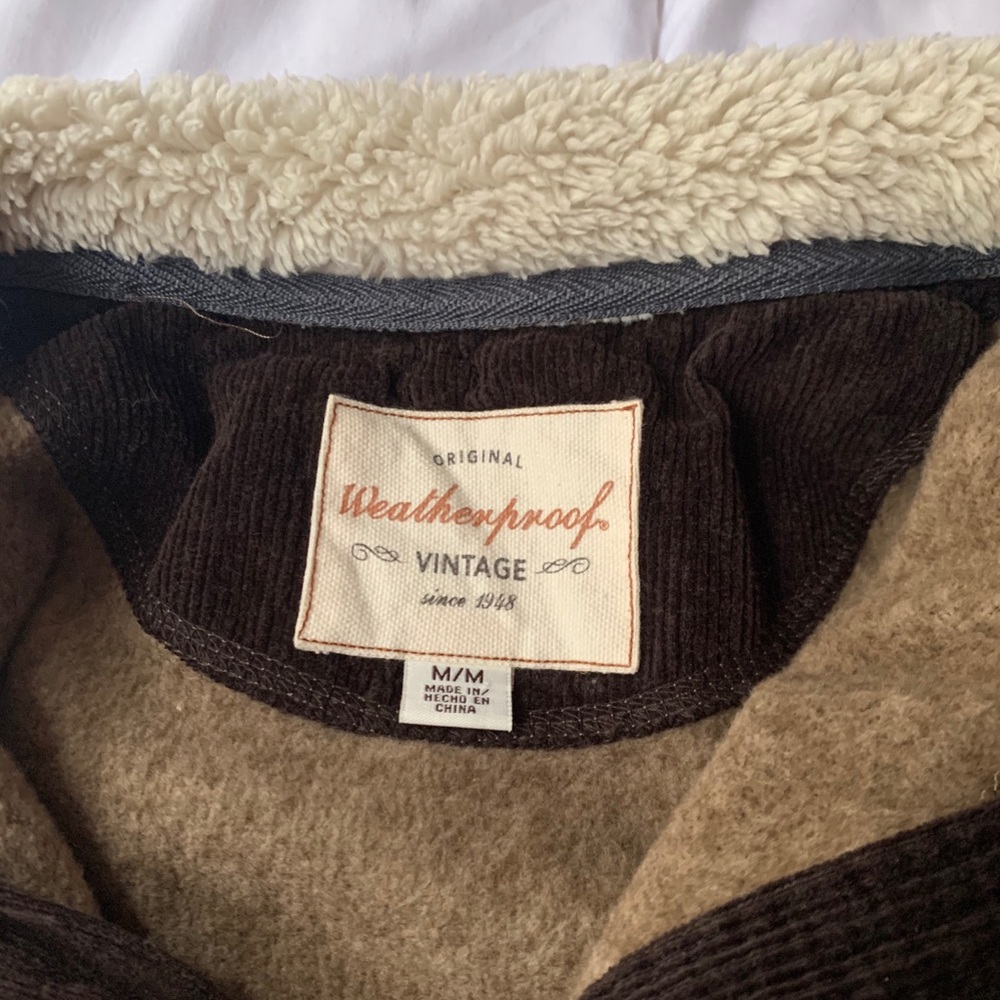 ORIGINAL
Weatherproof®
VINTAGE
since 1948
M/M
MADE IN/
HECHO EN
CHINA